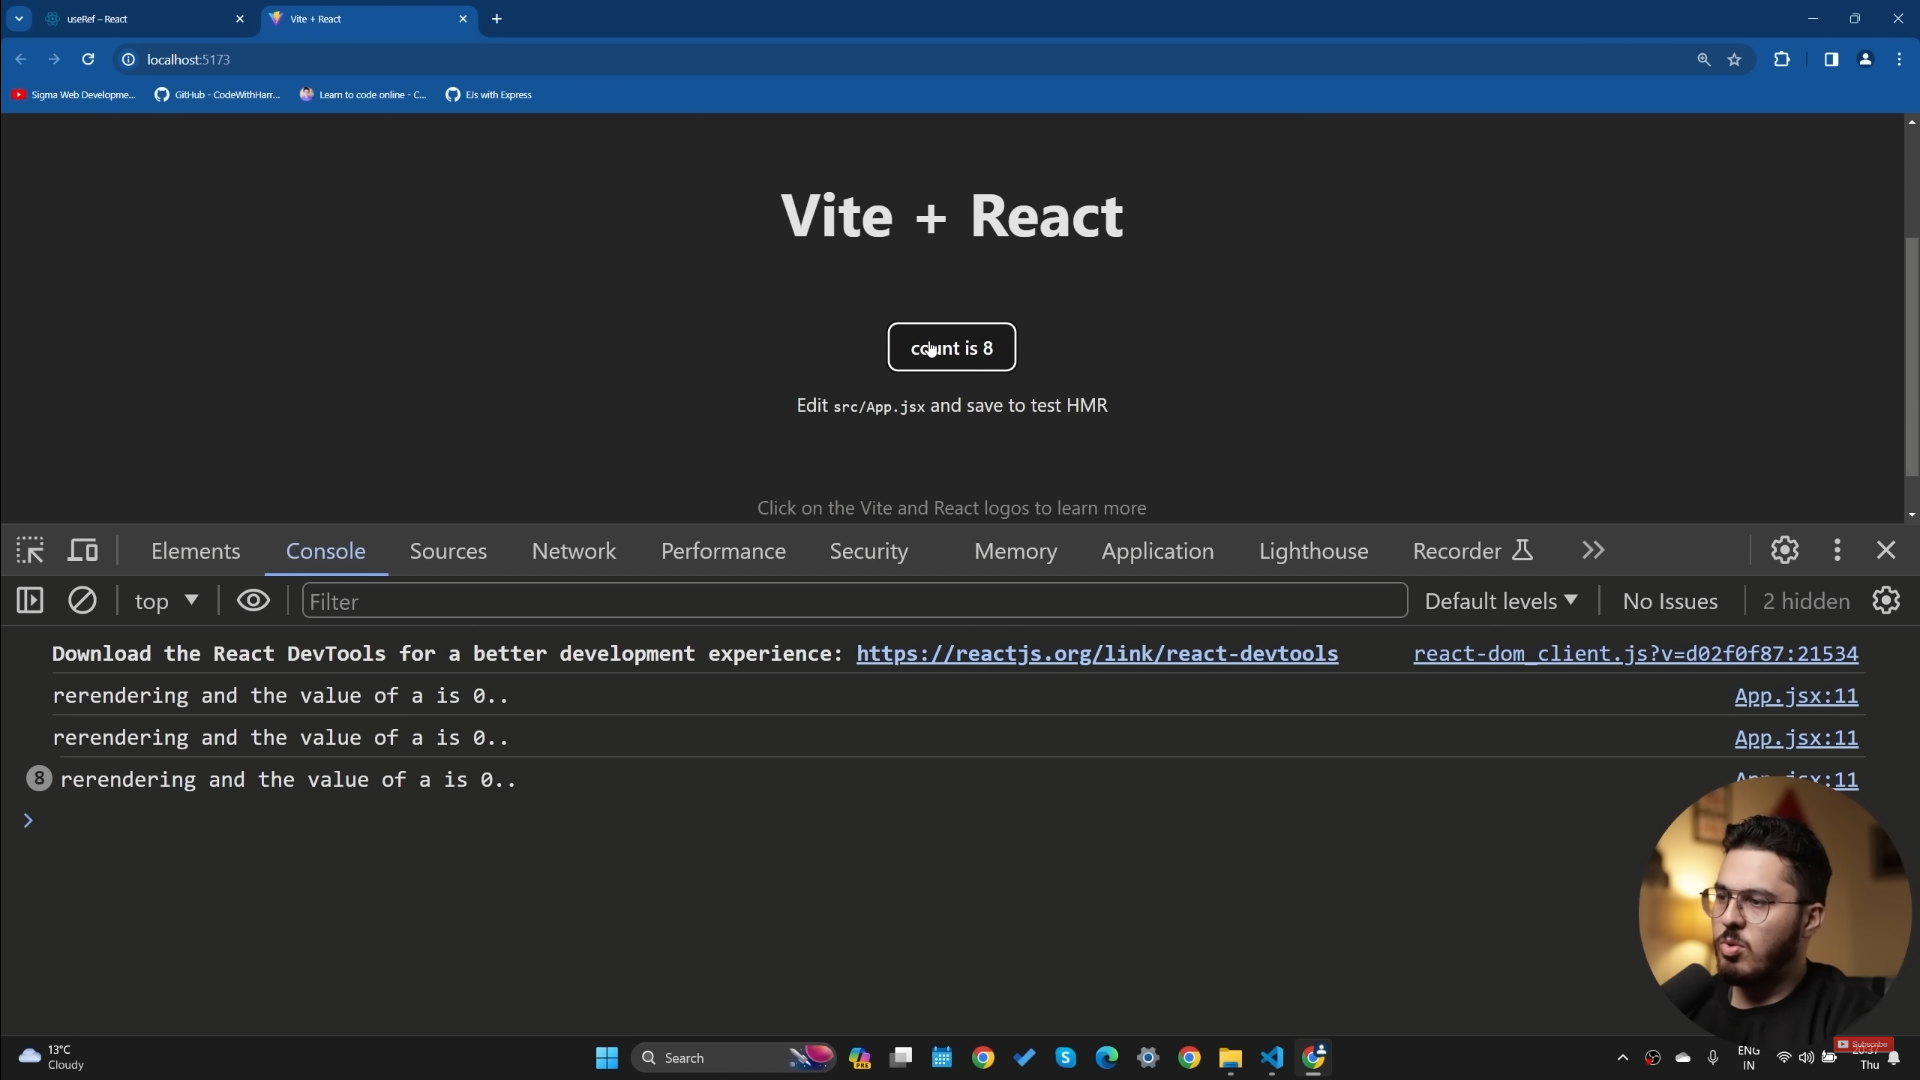 useRef – React
Vite + React
localhost:5173
Sigma Web Developme...
GitHub - CodeWithHarr...
Learn to code online - C...
EJs with Express
Vite + React
count is 8
Edit src/App.jsx and save to test HMR
Click on the Vite and React logos to learn more
Elements Console Sources Network Performance Security Memory Application Lighthouse Recorder
top Filter Default levels No Issues 2 hidden
Download the React DevTools for a better development experience: https://reactjs.org/link/react-devtools react-dom_client.js?v=d02f0f87:21534
rerendering and the value of a is 0.. App.jsx:11
rerendering and the value of a is 0.. App.jsx:11
8 rerendering and the value of a is 0.. :11
13°C
Cloudy
Search
PRE
ENG
IN
Subscribe
Thu